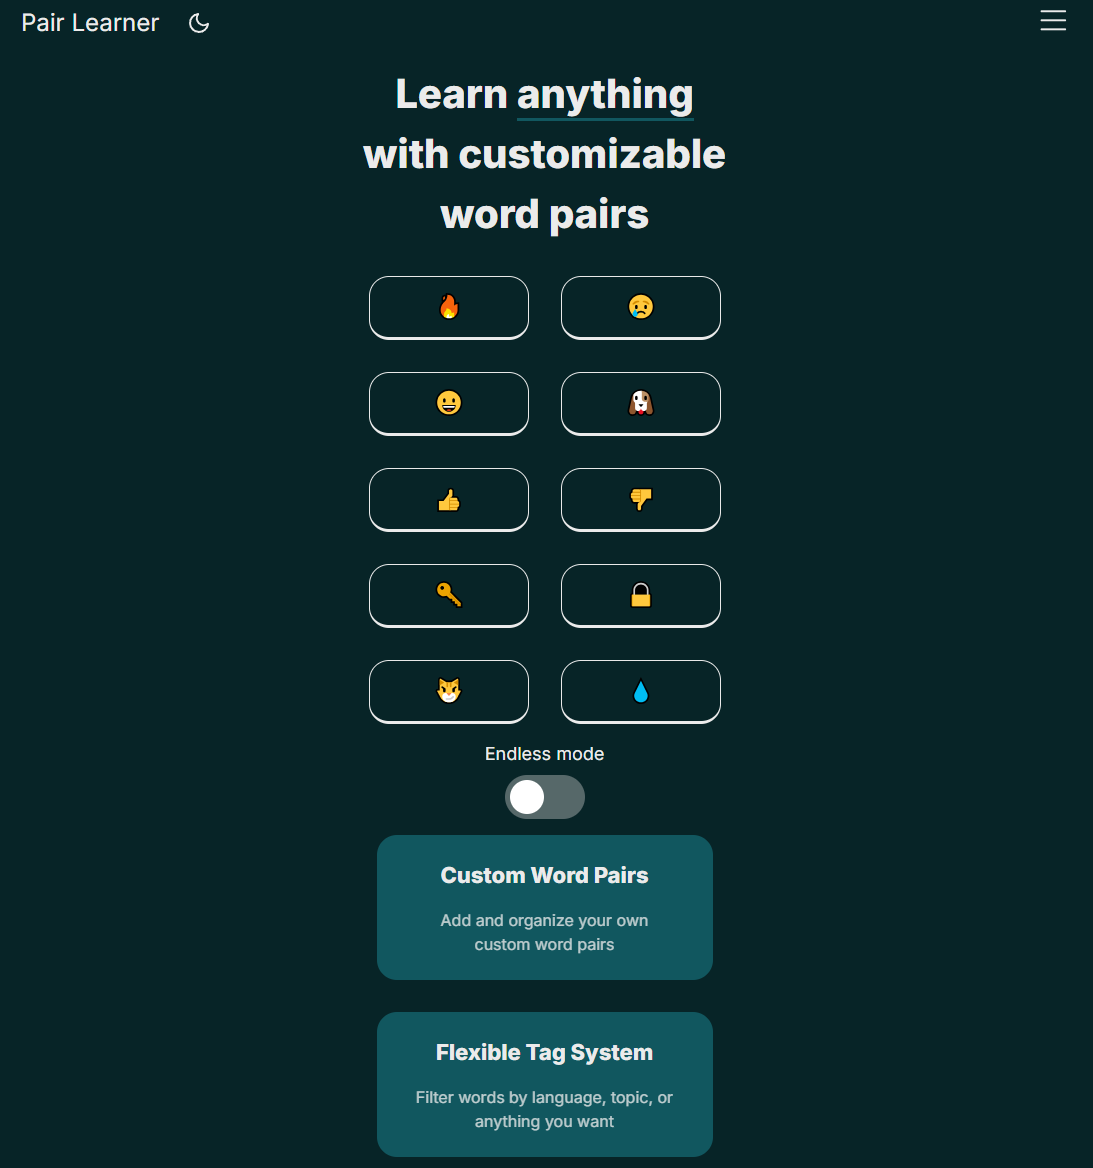 Pair Learner
Learn anything
with customizable
word pairs
Endless mode
Custom Word Pairs
Add and organize your own
custom word pairs
Flexible Tag System
Filter words by language, topic, or
anything you want